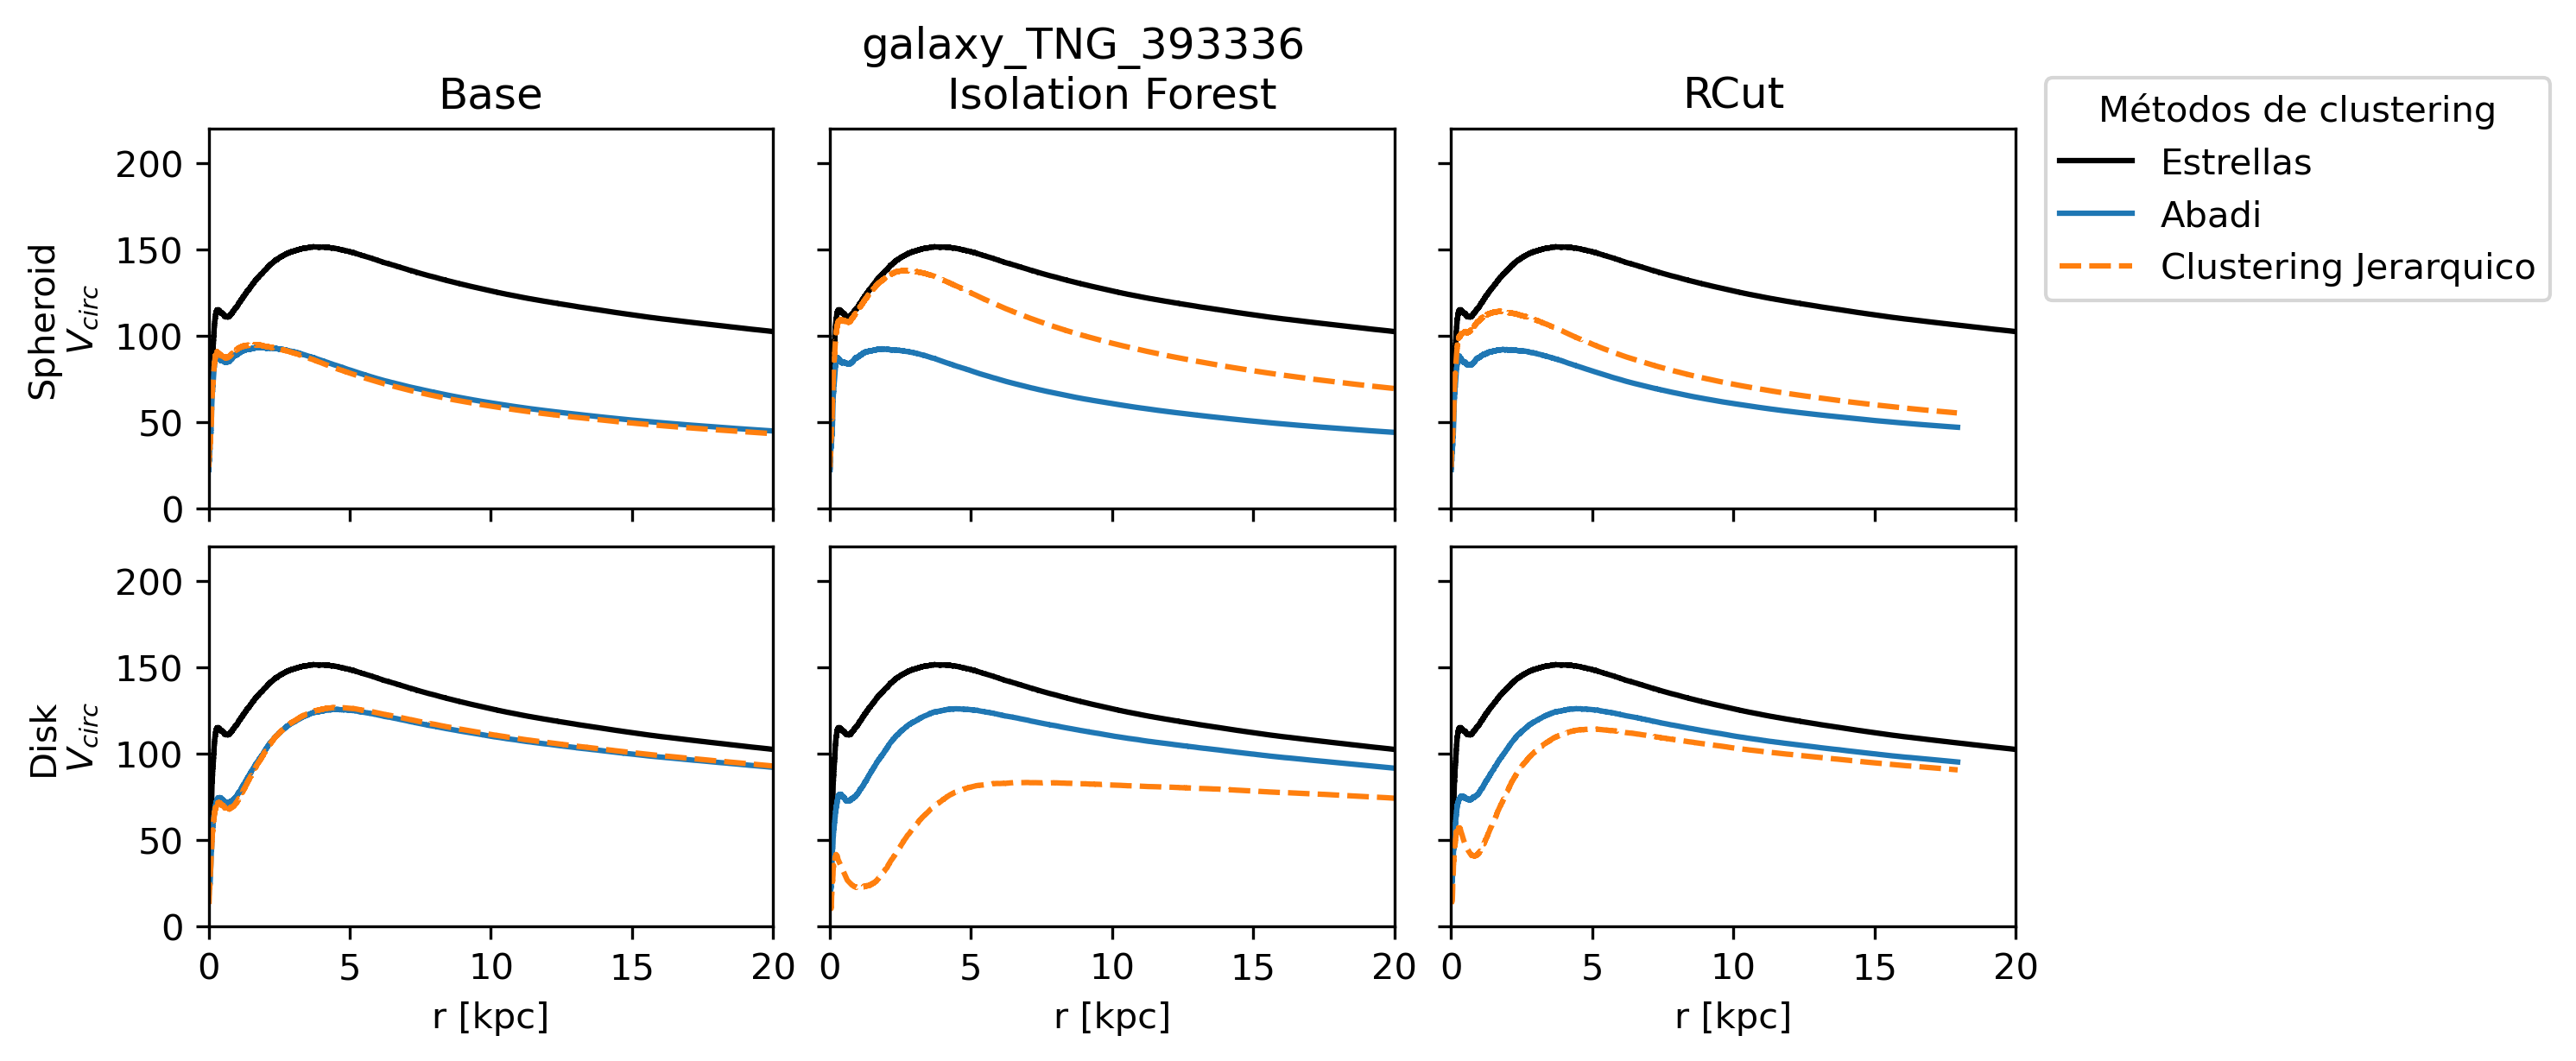 galaxy_TNG_393336
Base
Isolation Forest
RCut
Métodos de clustering
Estrellas
Abadi
Clustering Jerarquico
Spheroid
V_circ
200
150
100
50
0
Disk
V_circ
200
150
100
50
0
0 5 10 15 20
0 5 10 15 20
0 5 10 15 20
r [kpc]
r [kpc]
r [kpc]